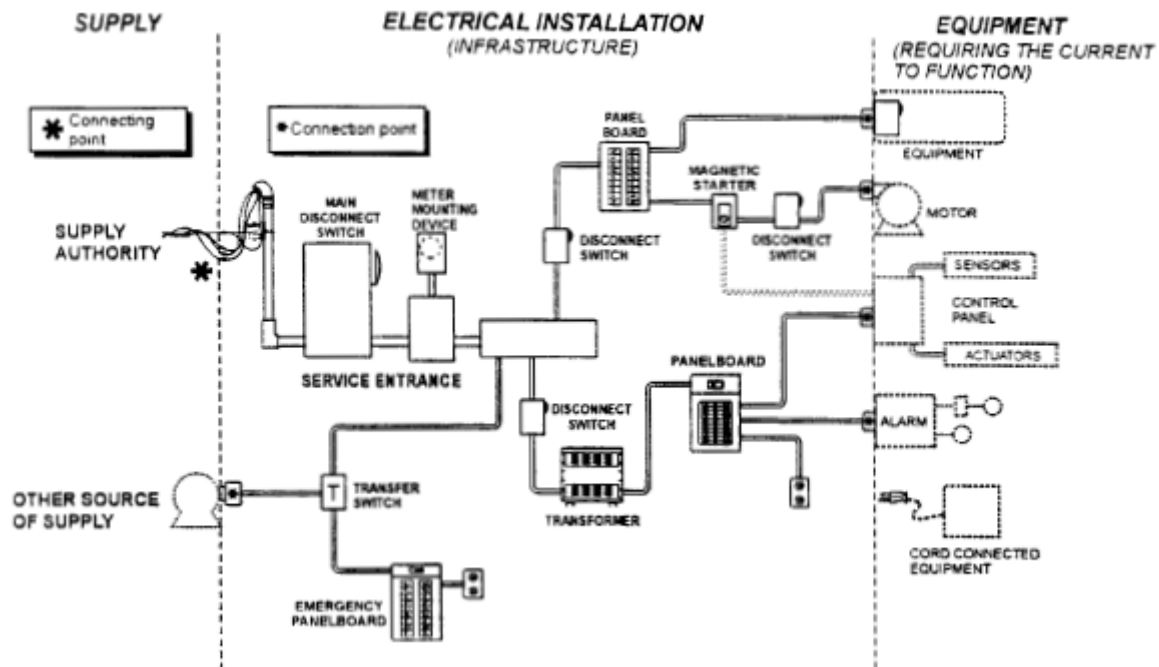 SUPPLY
ELECTRICAL INSTALLATION
(INFRASTRUCTURE)
EQUIPMENT
(REQUIRING THE CURRENT
TO FUNCTION)
Connecting
point
Connection point
PANEL
BOARD
EQUIPMENT
MAGNETIC
STARTER
MOTOR
DISCONNECT
SWITCH
DISCONNECT
SWITCH
MAIN
DISCONNECT
SWITCH
METER
MOUNTING
DEVICE
SUPPLY
AUTHORITY
SENSORS
CONTROL
PANEL
ACTUATORS
SERVICE ENTRANCE
PANELBOARD
DISCONNECT
SWITCH
ALARM
T
TRANSFER
SWITCH
OTHER SOURCE
OF SUPPLY
TRANSFORMER
CORD CONNECTED
EQUIPMENT
EMERGENCY
PANELBOARD